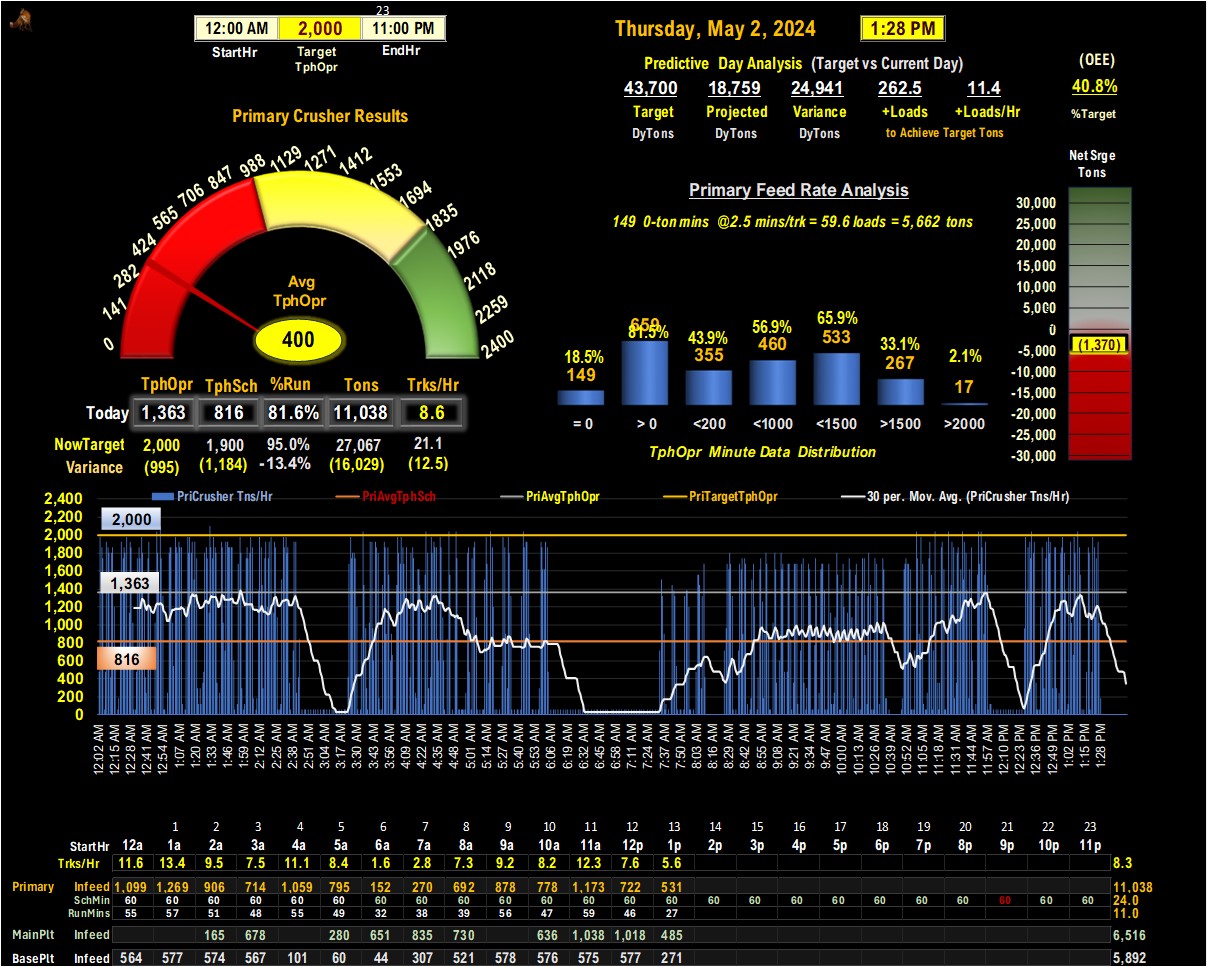 23
12:00 AM 2,000 11:00 PM
StartHr Target TphOpr EndHr
Thursday, May 2, 2024 1:28 PM
Predictive Day Analysis (Target vs Current Day)
43,700 18,759 24,941 262.5 11.4
Target Projected Variance +Loads +Loads/Hr
DyTons DyTons DyTons to Achieve Target Tons
(OEE)
40.8%
%Target
Primary Crusher Results
0 141 282 424 565 706 847 988 1129 1271 1412 1553 1694 1835 1976 2118 2259 2400
Avg
TphOpr
400
TphOpr TphSch %Run Tons Trks/Hr
Today 1,363 816 81.6% 11,038 8.6
NowTarget 2,000 1,900 95.0% 27,067 21.1
Variance (995) (1,184) -13.4% (16,029) (12.5)
Primary Feed Rate Analysis
149 0-ton mins @2.5 mins/trk = 59.6 loads = 5,662 tons
18.5% 81.5% 43.9% 56.9% 65.9% 33.1% 2.1%
149 659 355 460 533 267 17
= 0 > 0 <200 <1000 <1500 >1500 >2000
TphOpr Minute Data Distribution
Net Srge
Tons
30,000
25,000
20,000
15,000
10,000
5,000
0
(1,370)
-5,000
-10,000
-15,000
-20,000
-25,000
-30,000
PriCrusher Tns/Hr PriAvgTphSch PriAvgTphOpr PriTargetTphOpr 30 per. Mov. Avg. (PriCrusher Tns/Hr)
2,400
2,200
2,000
1,800
1,600
1,400
1,200
1,000
800
600
400
200
0
2,000
1,363
816
12:02 AM 12:15 AM 12:28 AM 12:41 AM 12:54 AM 1:07 AM 1:20 AM 1:33 AM 1:46 AM 1:59 AM 2:12 AM 2:25 AM 2:38 AM 2:51 AM 3:04 AM 3:17 AM 3:30 AM 3:43 AM 3:56 AM 4:09 AM 4:22 AM 4:35 AM 4:48 AM 5:01 AM 5:14 AM 5:27 AM 5:40 AM 5:53 AM 6:06 AM 6:19 AM 6:32 AM 6:45 AM 6:58 AM 7:11 AM 7:24 AM 7:37 AM 7:50 AM 8:03 AM 8:16 AM 8:29 AM 8:42 AM 8:55 AM 9:08 AM 9:21 AM 9:34 AM 9:47 AM 10:00 AM 10:13 AM 10:26 AM 10:39 AM 10:52 AM 11:05 AM 11:18 AM 11:31 AM 11:44 AM 11:57 AM 12:10 PM 12:23 PM 12:36 PM 12:49 PM 1:02 PM 1:15 PM 1:28 PM
1 2 3 4 5 6 7 8 9 10 11 12 13 14 15 16 17 18 19 20 21 22 23
StartHr 12a 1a 2a 3a 4a 5a 6a 7a 8a 9a 10a 11a 12p 1p 2p 3p 4p 5p 6p 7p 8p 9p 10p 11p
Trks/Hr 11.6 13.4 9.5 7.5 11.1 8.4 1.6 2.8 7.3 9.2 8.2 12.3 7.6 5.6 8.3
Primary Infeed 1,099 1,269 906 714 1,059 795 152 270 692 878 778 1,173 722 531 11,038
SchMin 60 60 60 60 60 60 60 60 60 60 60 60 60 60 60 60 60 60 60 60 60 60 60 60 24.0
RunMins 55 57 51 48 55 49 32 38 39 56 47 59 46 27 11.0
MainPlt Infeed 165 678 280 651 835 730 636 1,038 1,018 485 6,516
BasePlt Infeed 564 577 574 567 101 60 44 307 521 578 576 575 577 271 5,892